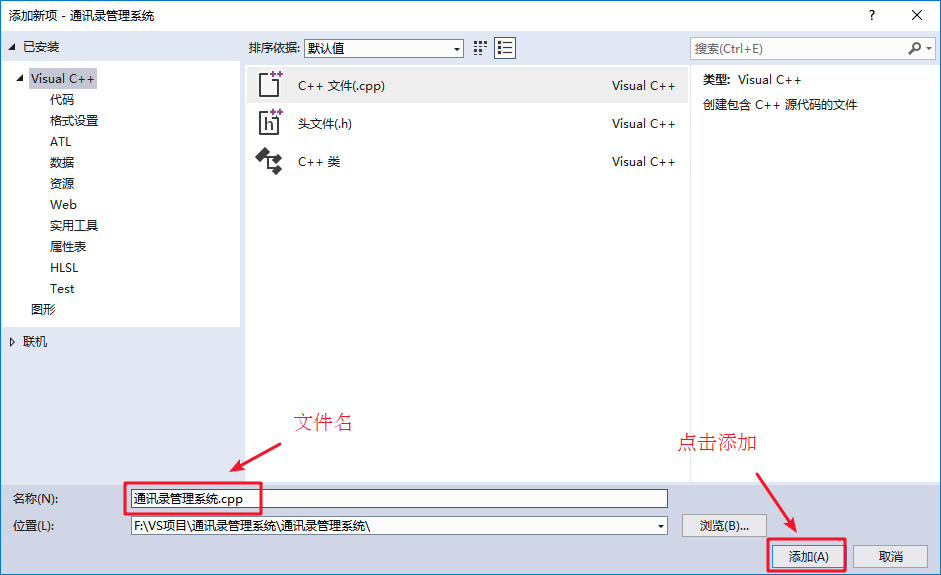 添加新项 - 通讯录管理系统
?
已安装
排序依据: 默认值
搜索(Ctrl+E)
Visual C++
代码
格式设置
ATL
数据
资源
Web
实用工具
属性表
HLSL
Test
图形
联机
C++ 文件(.cpp) Visual C++
头文件(.h) Visual C++
C++ 类 Visual C++
类型: Visual C++
创建包含 C++ 源代码的文件
文件名
点击添加
名称(N): 通讯录管理系统.cpp
位置(L): F:\VS项目\通讯录管理系统\通讯录管理系统\
浏览(B)...
添加(A)
取消